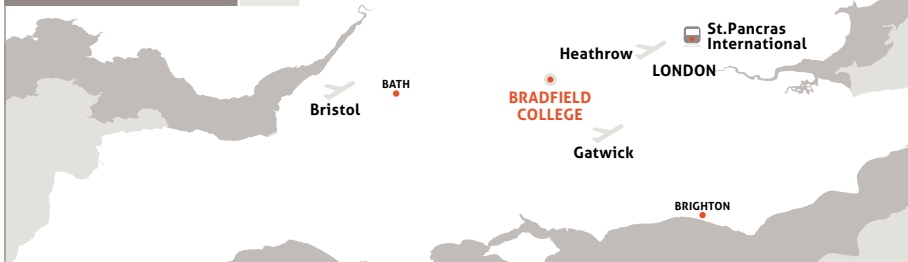 St.Pancras
International
Heathrow
LONDON
BATH
Bristol
BRADFIELD
COLLEGE
Gatwick
BRIGHTON